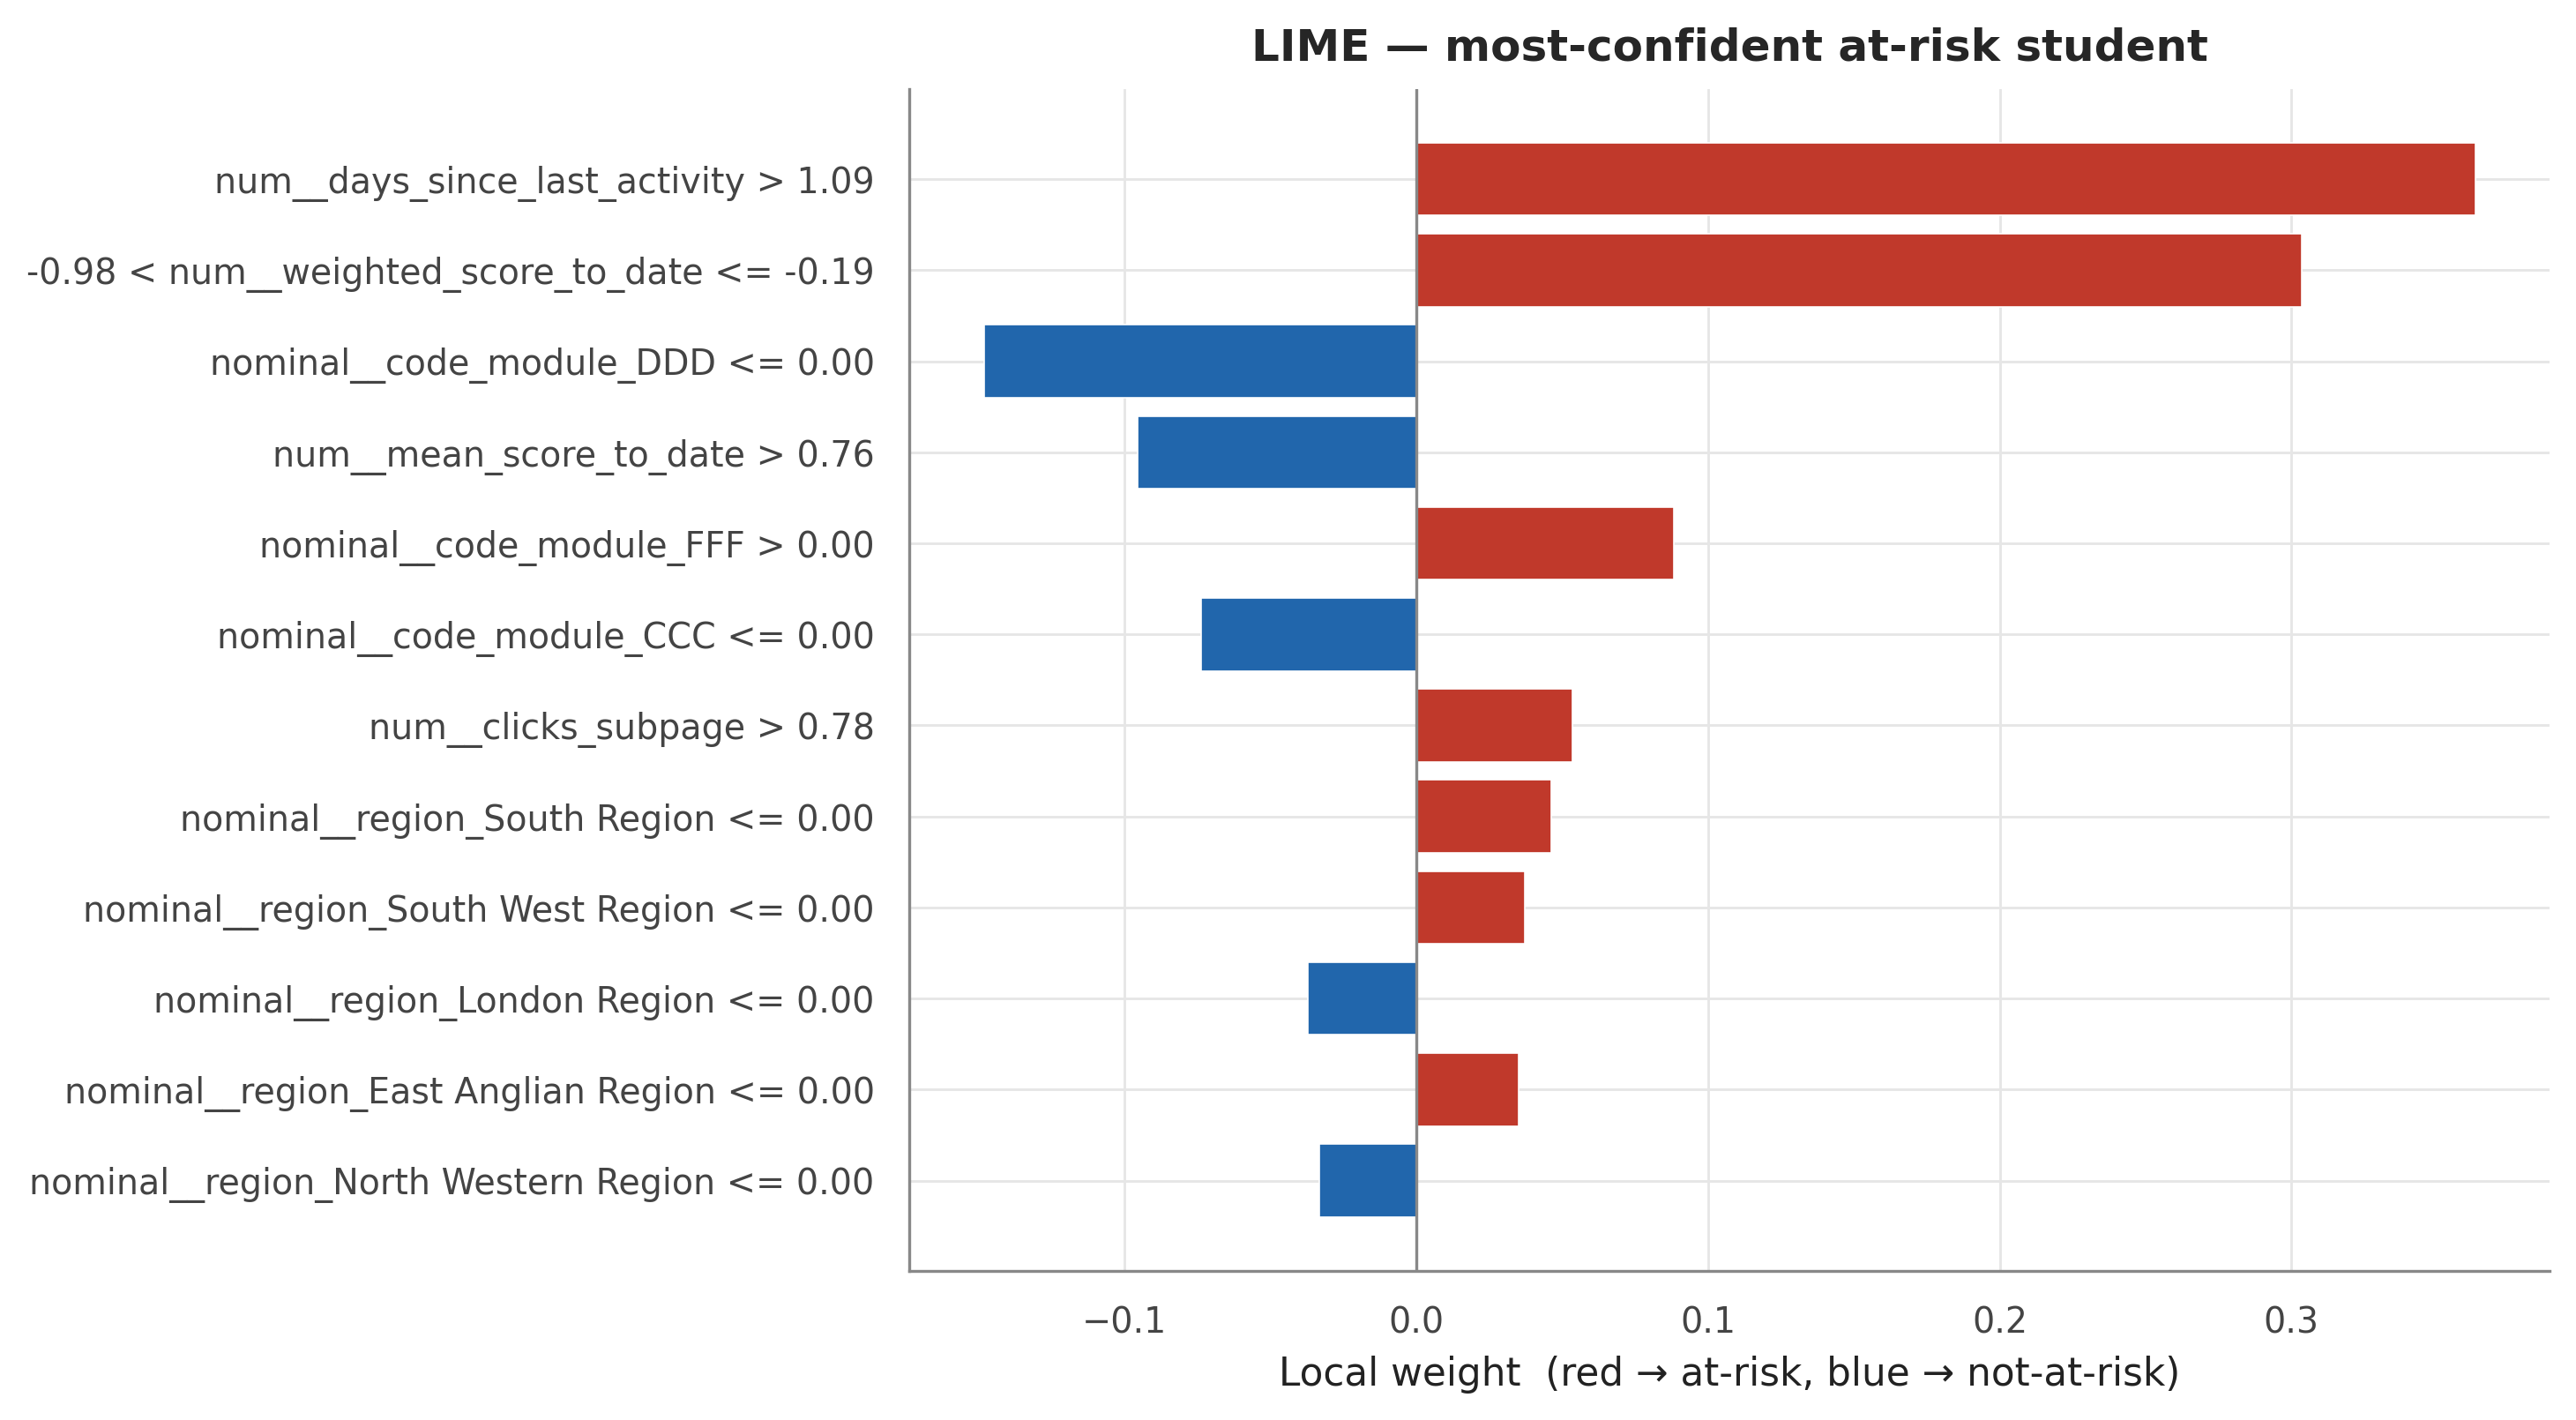 LIME — most-confident at-risk student
num__days_since_last_activity > 1.09
-0.98 < num__weighted_score_to_date <= -0.19
nominal__code_module_DDD <= 0.00
num__mean_score_to_date > 0.76
nominal__code_module_FFF > 0.00
nominal__code_module_CCC <= 0.00
num__clicks_subpage > 0.78
nominal__region_South Region <= 0.00
nominal__region_South West Region <= 0.00
nominal__region_London Region <= 0.00
nominal__region_East Anglian Region <= 0.00
nominal__region_North Western Region <= 0.00
−0.1 0.0 0.1 0.2 0.3
Local weight  (red → at-risk, blue → not-at-risk)